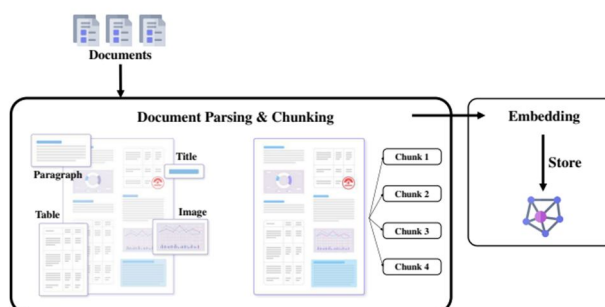 Documents
Document Parsing & Chunking
Paragraph
Title
Table
Image
Chunk 1
Chunk 2
Chunk 3
Chunk 4
Embedding
Store